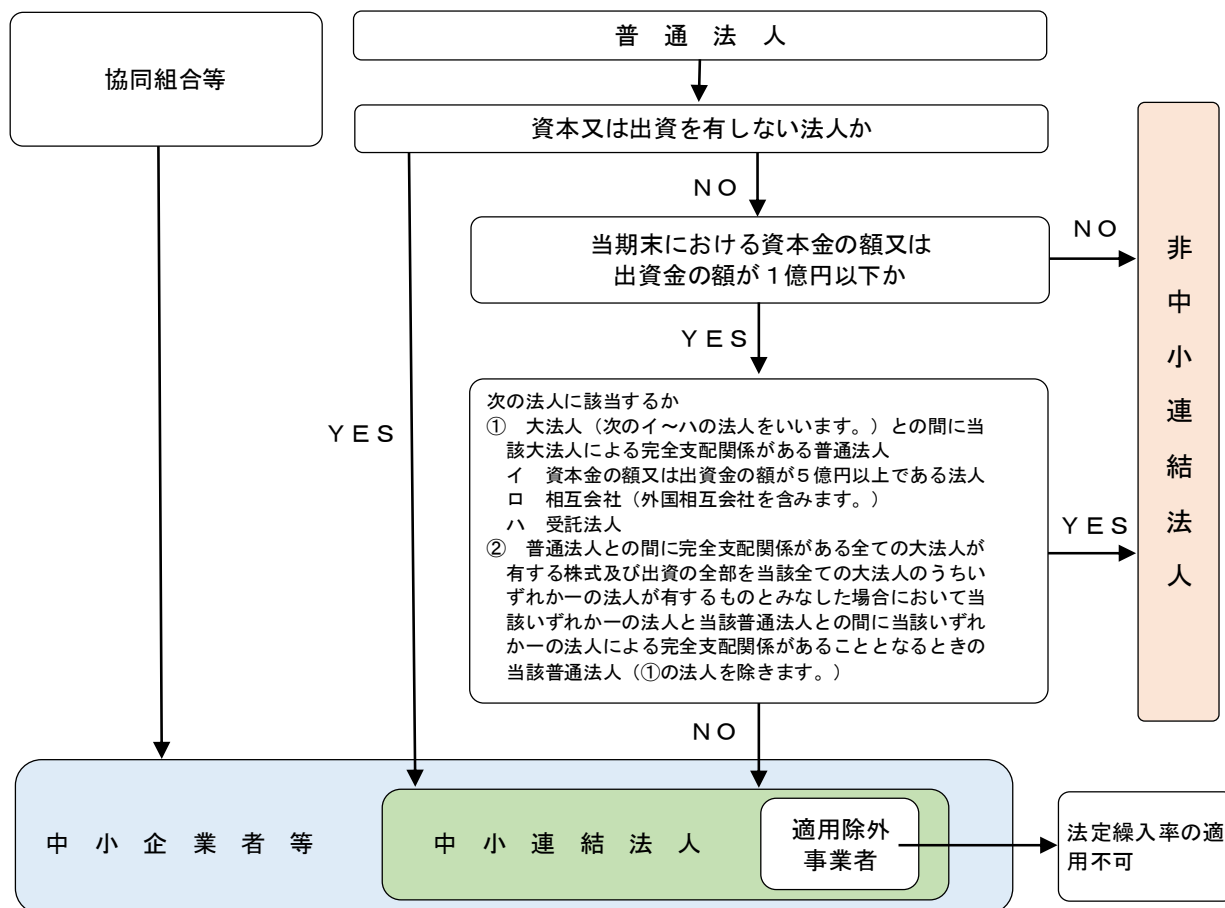 普通法人
協同組合等
資本又は出資を有しない法人か
NO
YES
当期末における資本金の額又は
出資金の額が1億円以下か
NO
YES
次の法人に該当するか
① 大法人（次のイ～ハの法人をいいます。）との間に当
該大法人による完全支配関係がある普通法人
イ 資本金の額又は出資金の額が5億円以上である法人
ロ 相互会社（外国相互会社を含みます。）
ハ 受託法人
② 普通法人との間に完全支配関係がある全ての大法人が
有する株式及び出資の全部を当該全ての大法人のうちい
ずれか一の法人が有するものとみなした場合において当
該いずれか一の法人と当該普通法人との間に当該いずれ
か一の法人による完全支配関係があることとなるときの
当該普通法人（①の法人を除きます。）
YES
NO
非中小連結法人
中小企業者等
中小連結法人
適用除外
事業者
法定繰入率の適
用不可